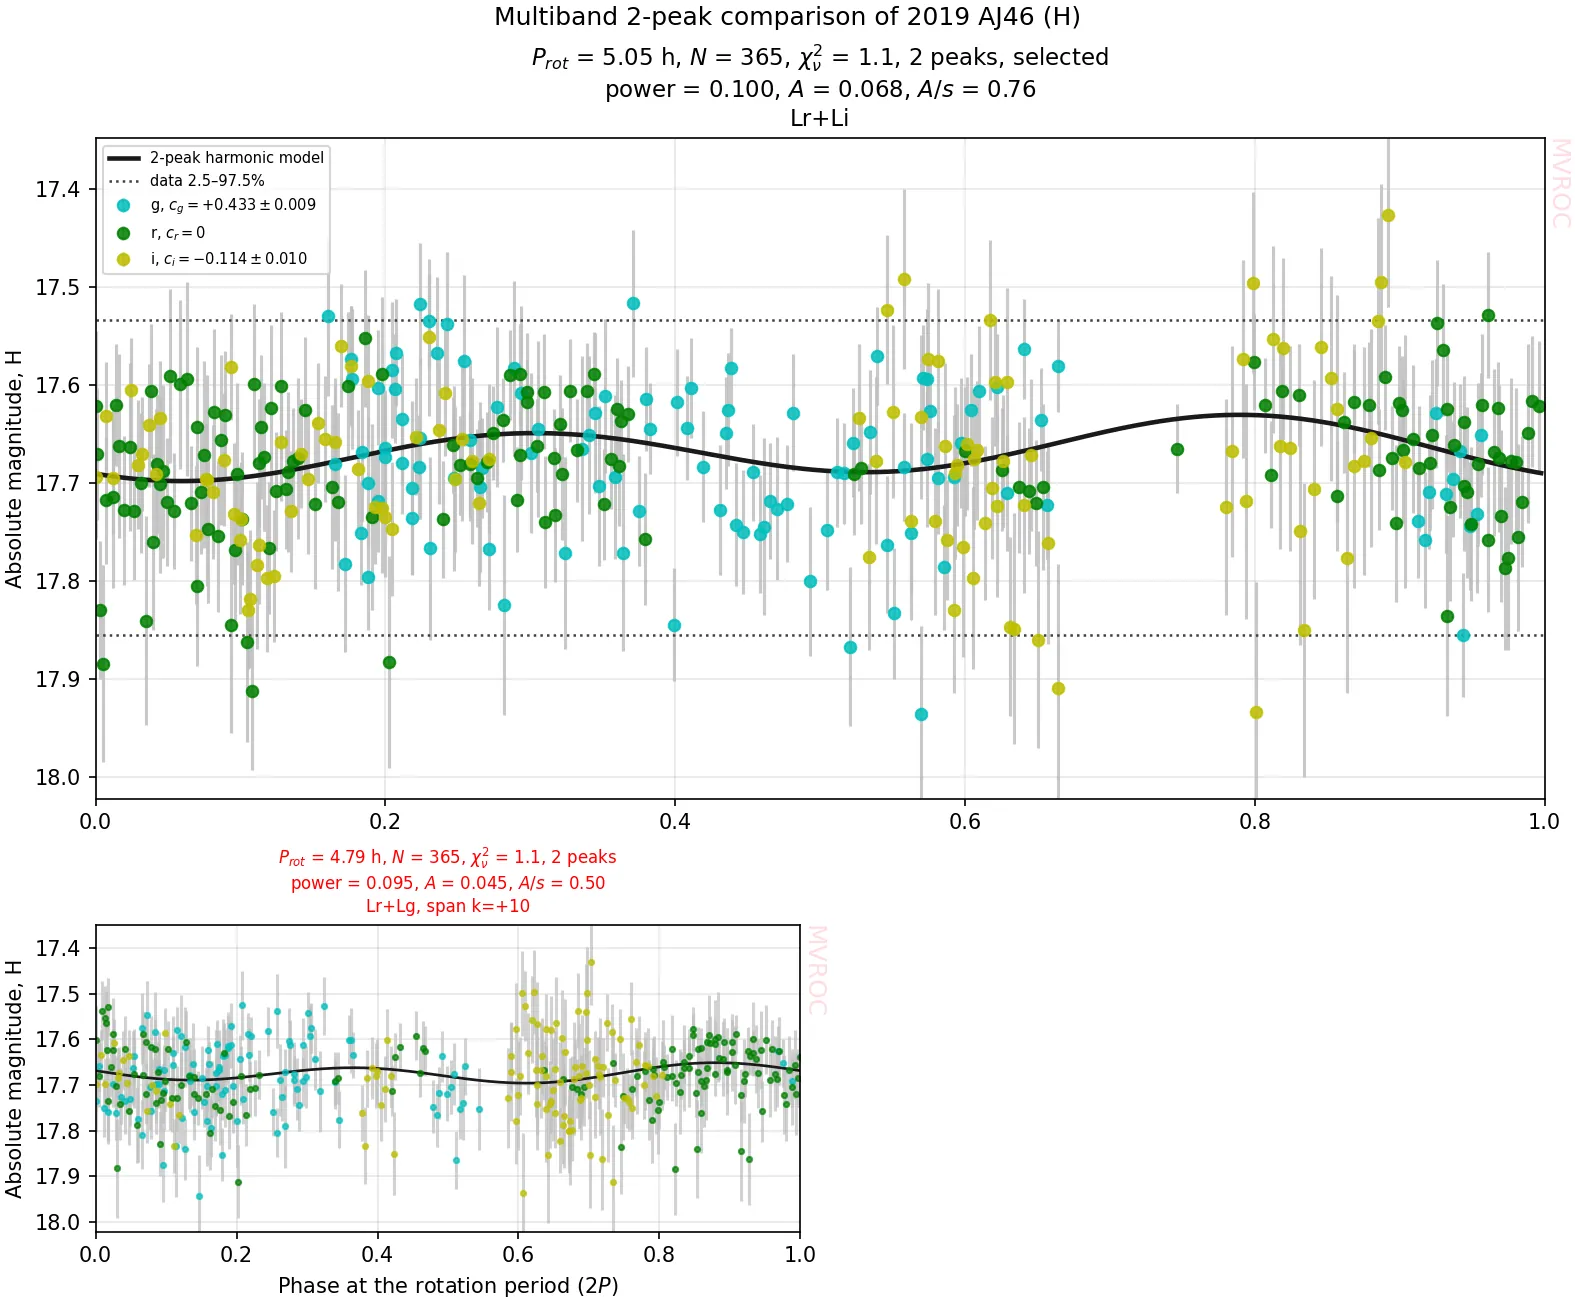 Multiband 2-peak comparison of 2019 AJ46 (H)
P_rot = 5.05 h, N = 365, χ²_ν = 1.1, 2 peaks, selected
power = 0.100, A = 0.068, A/s = 0.76
Lr+Li
2-peak harmonic model
data 2.5–97.5%
g, c_g = +0.433 ± 0.009
r, c_r = 0
i, c_i = −0.114 ± 0.010
Absolute magnitude, H
17.4
17.5
17.6
17.7
17.8
17.9
18.0
0.0 0.2 0.4 0.6 0.8 1.0
MVROC
P_rot = 4.79 h, N = 365, χ²_ν = 1.1, 2 peaks
power = 0.095, A = 0.045, A/s = 0.50
Lr+Lg, span k=+10
Absolute magnitude, H
17.4
17.5
17.6
17.7
17.8
17.9
18.0
0.0 0.2 0.4 0.6 0.8 1.0
Phase at the rotation period (2P)
MVROC